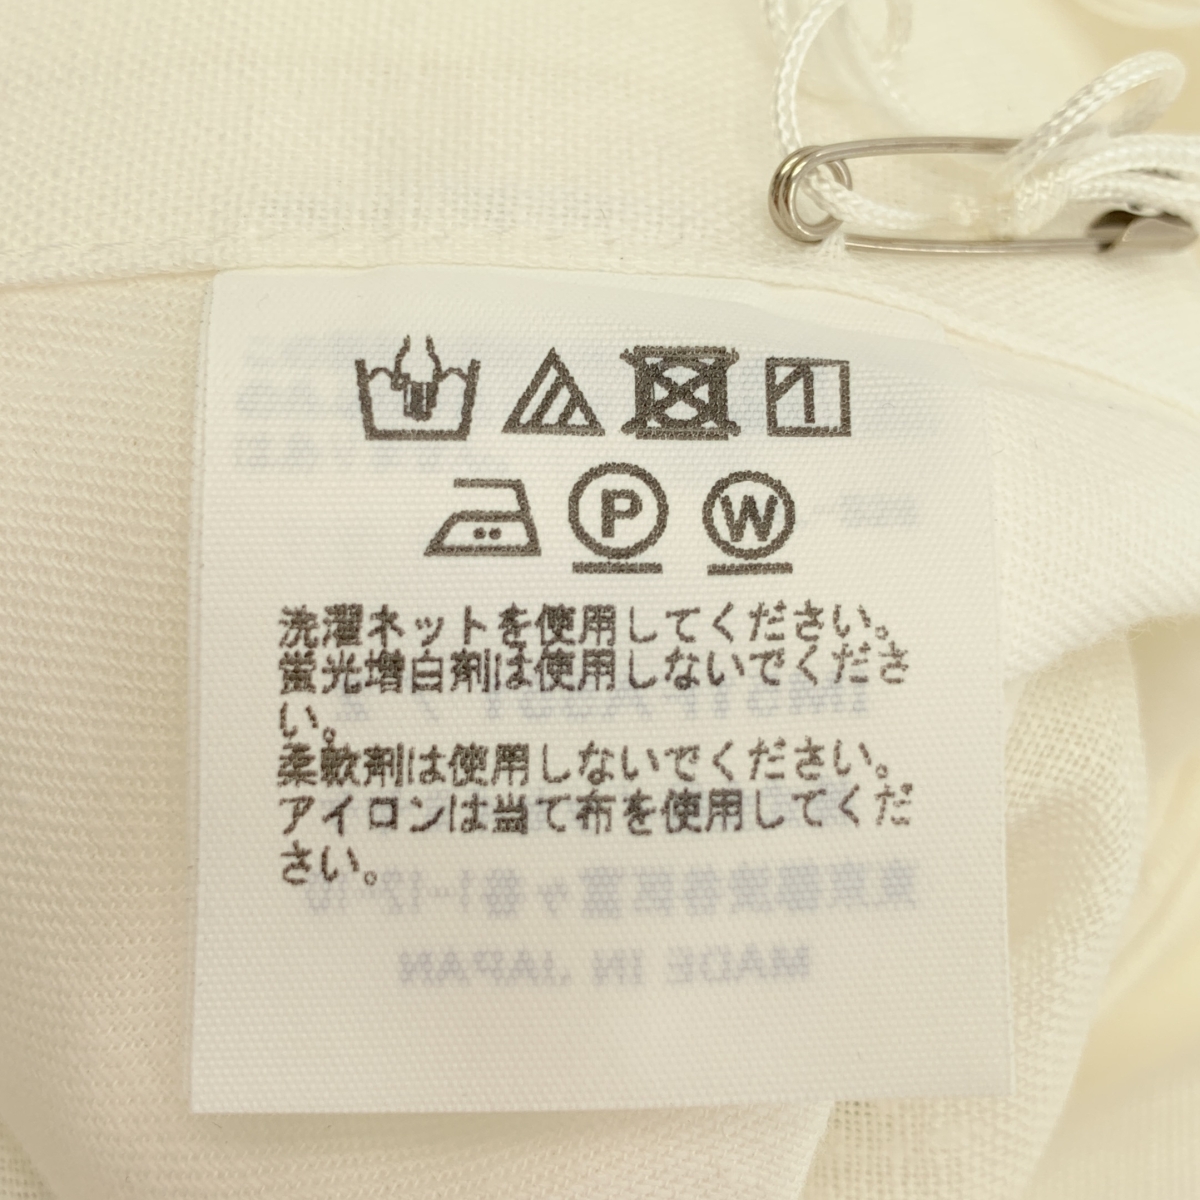 P W
洗濯ネットを使用してください。
蛍光増白剤は使用しないでくださ
い。
柔軟剤は使用しないでください。
アイロンは当て布を使用してくだ
さい。
MADE IN JAPAN